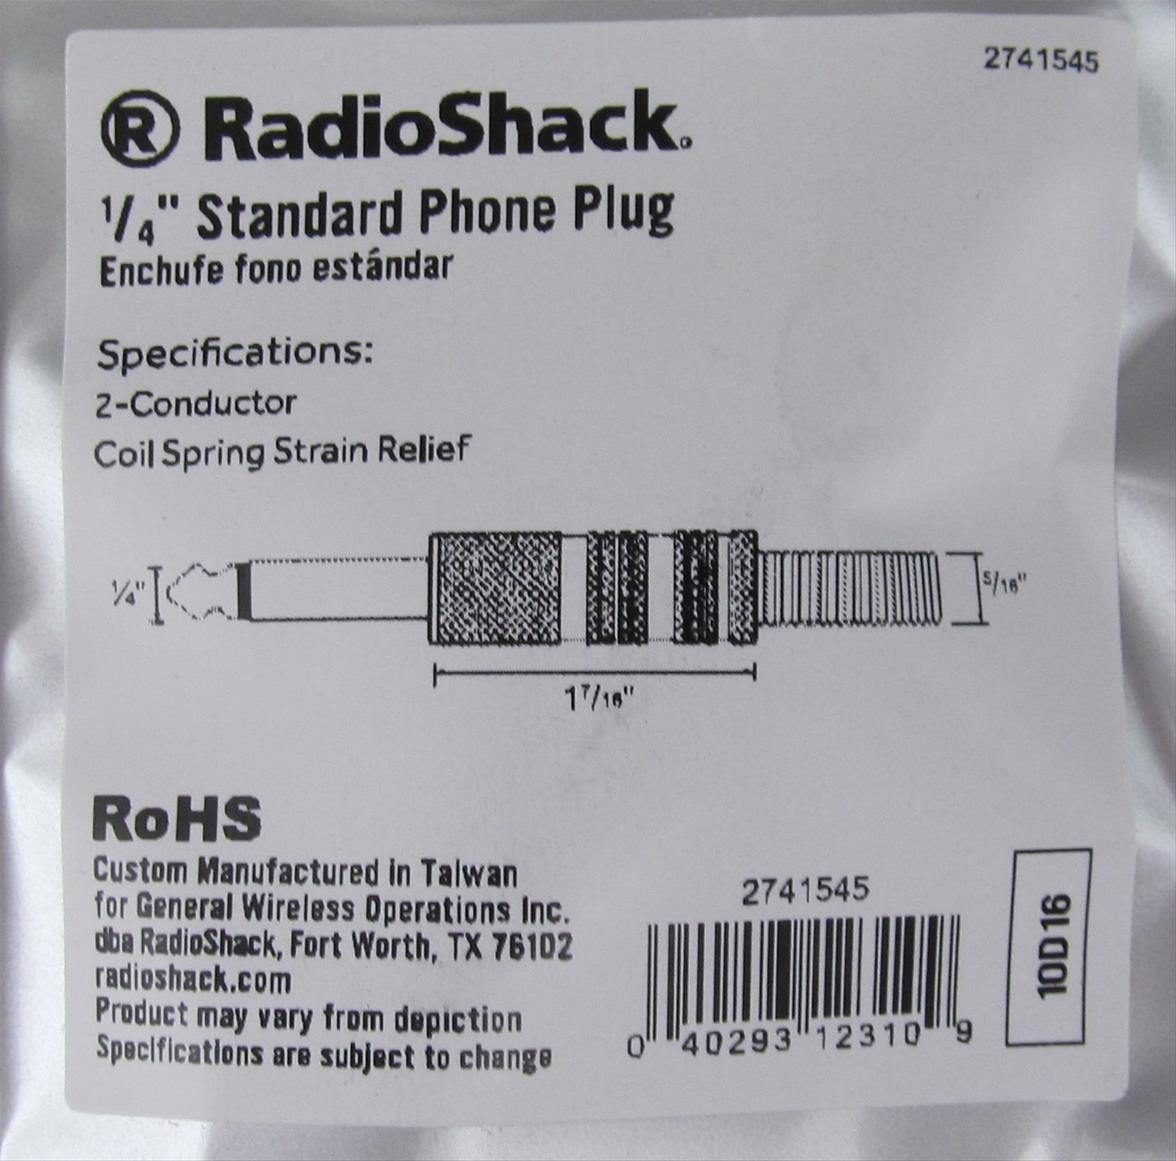 2741545
® RadioShack®
1/4" Standard Phone Plug
Enchufe fono estándar
Specifications:
2-Conductor
Coil Spring Strain Relief
1/4"
5/16"
1 7/16"
RoHS
Custom Manufactured in Taiwan
for General Wireless Operations Inc.
dba RadioShack, Fort Worth, TX 76102
radioshack.com
Product may vary from depiction
Specifications are subject to change
2741545
0 40293 12310 9
10D16